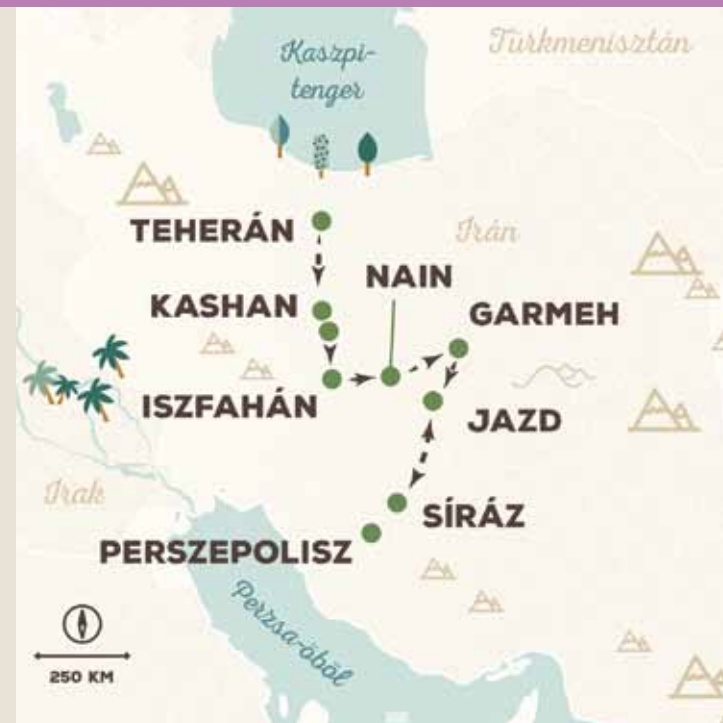 Kaszpi-
tenger
Türkmenisztán
TEHERÁN
Irán
NAIN
KASHAN
GARMEH
ISZFAHÁN
JAZD
Irak
SÍRÁZ
PERSZEPOLISZ
Perzsa-öböl
250 KM